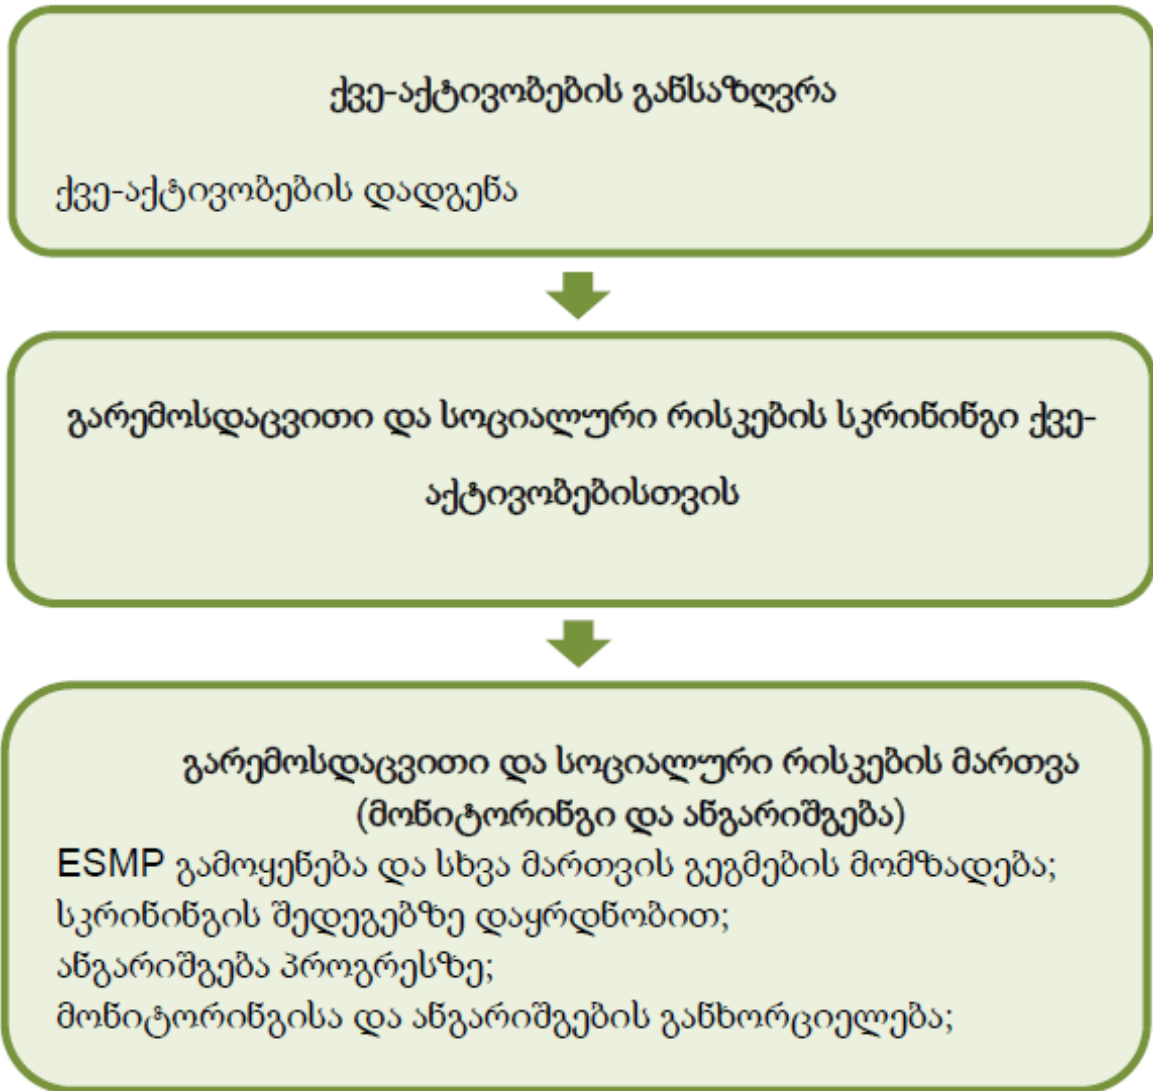 ქვე-აქტივობების განსაზღვრა
ქვე-აქტივობების დადგენა
გარემოსდაცვითი და სოციალური რისკების სკრინინგი ქვე-
აქტივობებისთვის
გარემოსდაცვითი და სოციალური რისკების მართვა
(მონიტორინგი და ანგარიშგება)
ESMP გამოყენება და სხვა მართვის გეგმების მომზადება;
სკრინინგის შედეგებზე დაყრდნობით;
ანგარიშგება პროგრესზე;
მონიტორინგისა და ანგარიშგების განხორციელება;